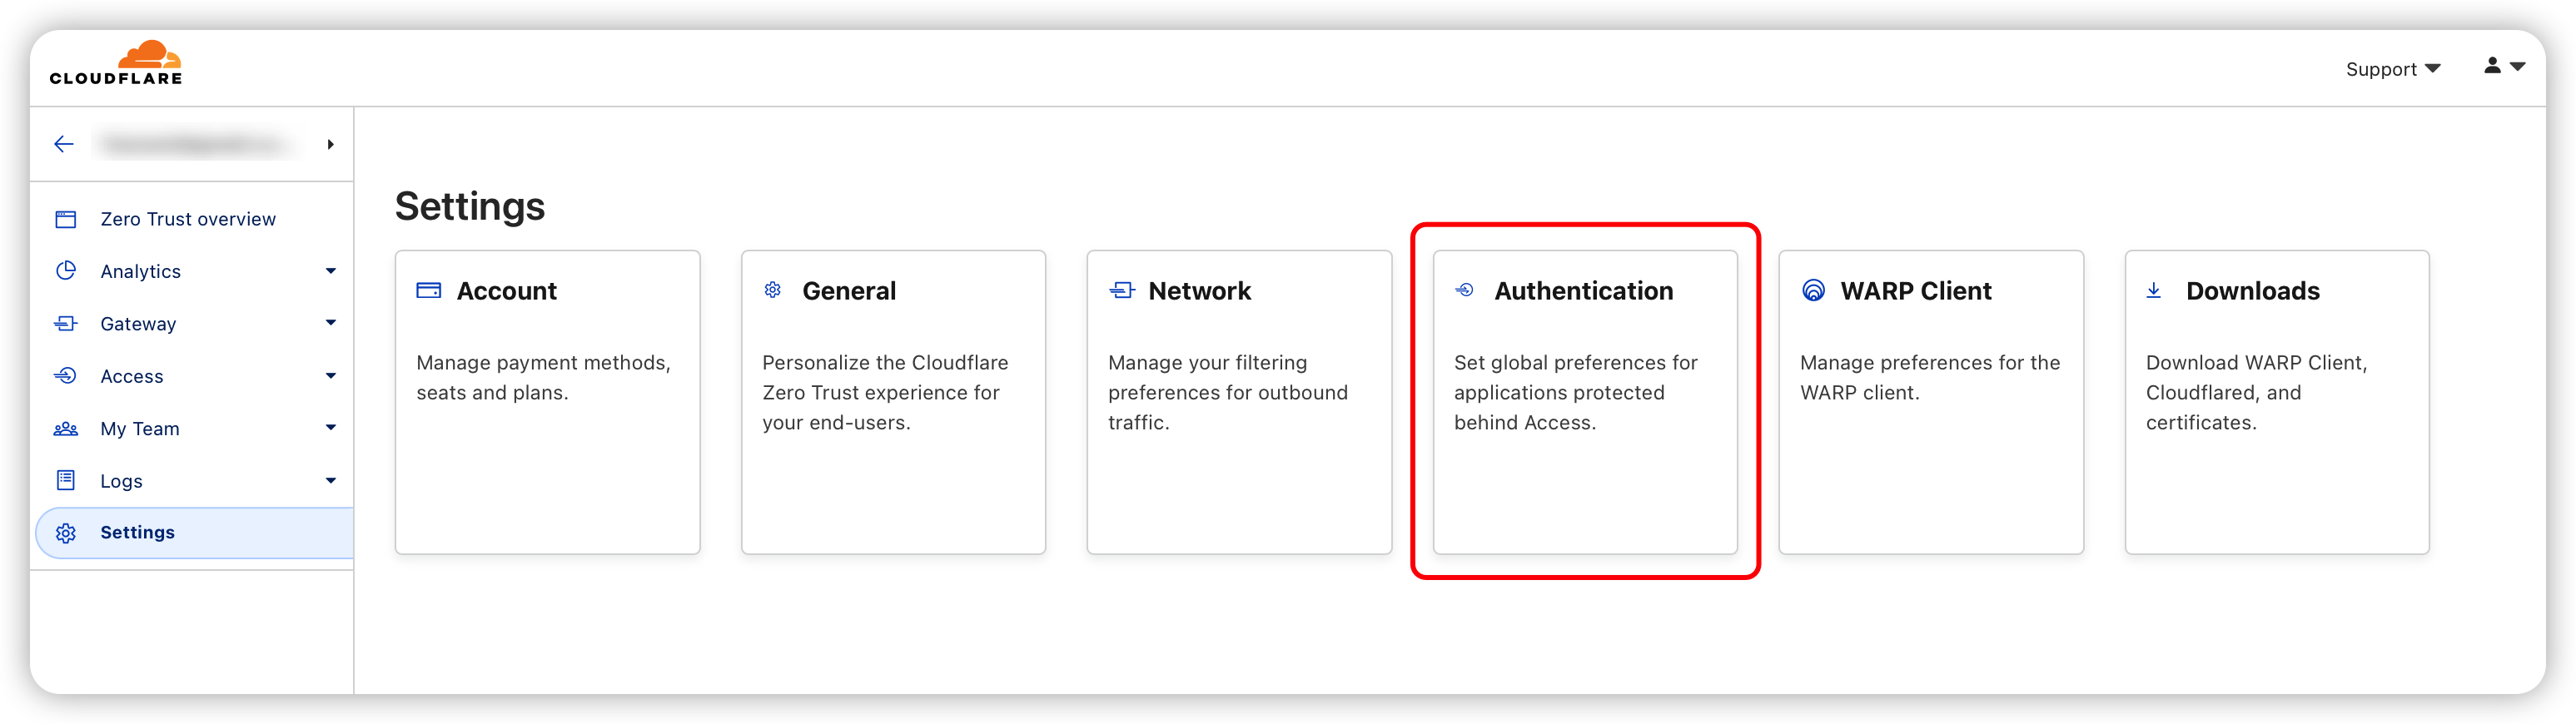 CLOUDFLARE
Support
Zero Trust overview
Analytics
Gateway
Access
My Team
Logs
Settings
Settings
Account
Manage payment methods,
seats and plans.
General
Personalize the Cloudflare
Zero Trust experience for
your end-users.
Network
Manage your filtering
preferences for outbound
traffic.
Authentication
Set global preferences for
applications protected
behind Access.
WARP Client
Manage preferences for the
WARP client.
Downloads
Download WARP Client,
Cloudflared, and
certificates.